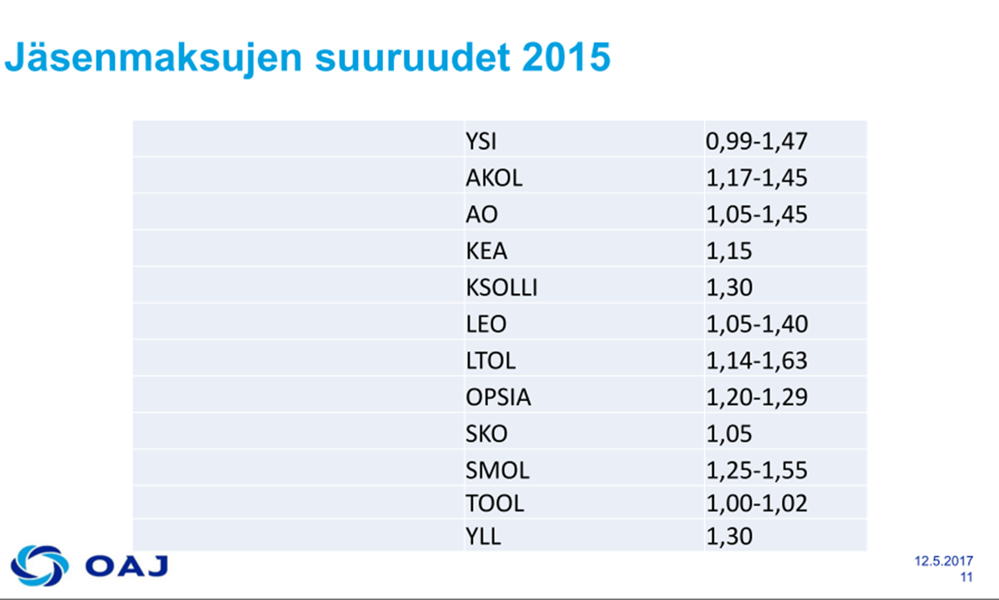 Jäsenmaksujen suuruudet 2015
YSI 0,99-1,47
AKOL 1,17-1,45
AO 1,05-1,45
KEA 1,15
KSOLLI 1,30
LEO 1,05-1,40
LTOL 1,14-1,63
OPSIA 1,20-1,29
SKO 1,05
SMOL 1,25-1,55
TOOL 1,00-1,02
YLL 1,30
OAJ
12.5.2017
11